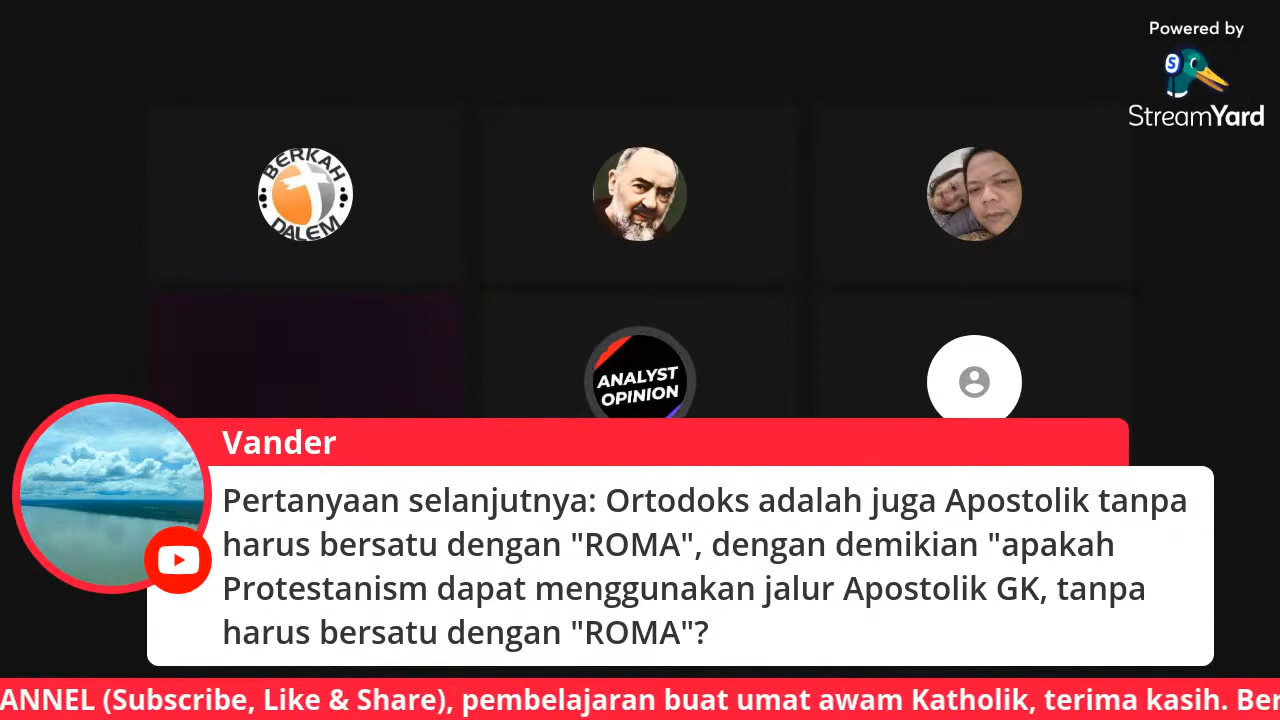 Powered by
S
StreamYard
BERKAH
DALEM
ANALYST
OPINION
Vander
Pertanyaan selanjutnya: Ortodoks adalah juga Apostolik tanpa
harus bersatu dengan "ROMA", dengan demikian "apakah
Protestanism dapat menggunakan jalur Apostolik GK, tanpa
harus bersatu dengan "ROMA"?
ANNEL (Subscribe, Like & Share), pembelajaran buat umat awam Katholik, terima kasih. Ber